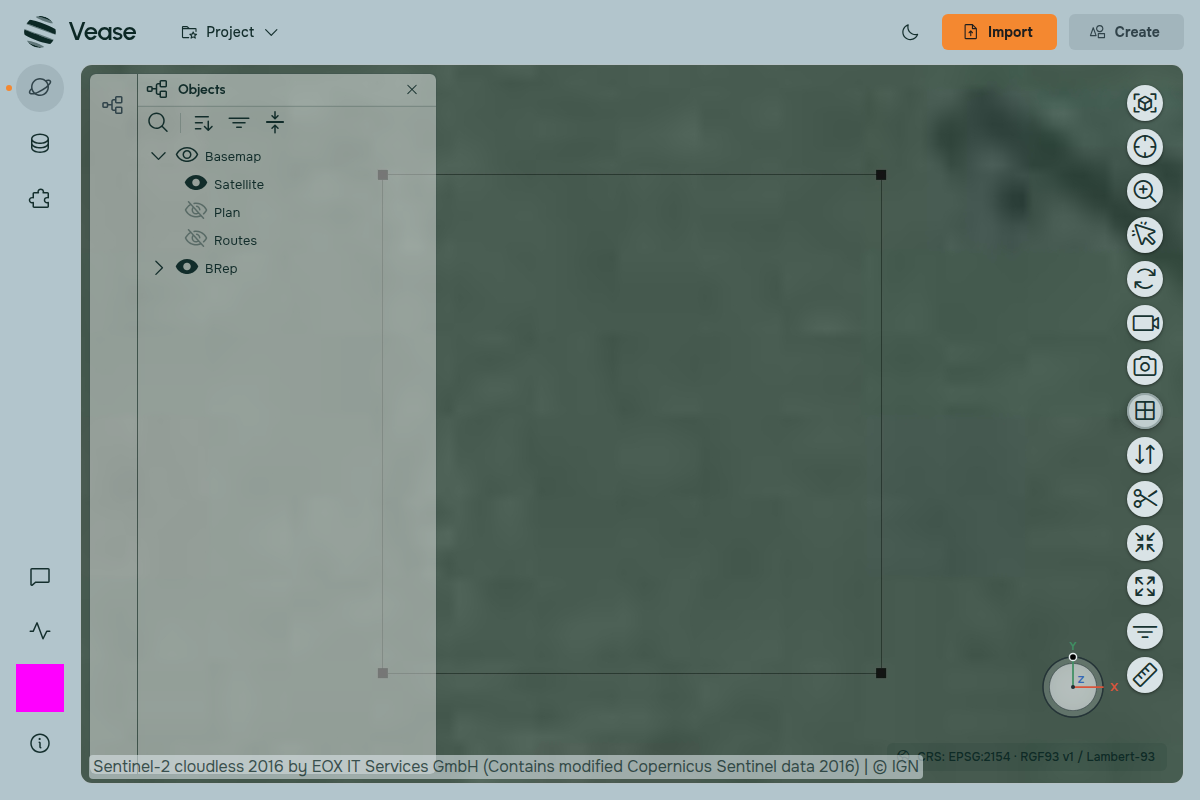 Vease
Project
Import
Create
Objects
Basemap
Satellite
Plan
Routes
BRep
Y
Z
X
CRS: EPSG:2154 · RGF93 v1 / Lambert-93
Sentinel-2 cloudless 2016 by EOX IT Services GmbH (Contains modified Copernicus Sentinel data 2016) | © IGN